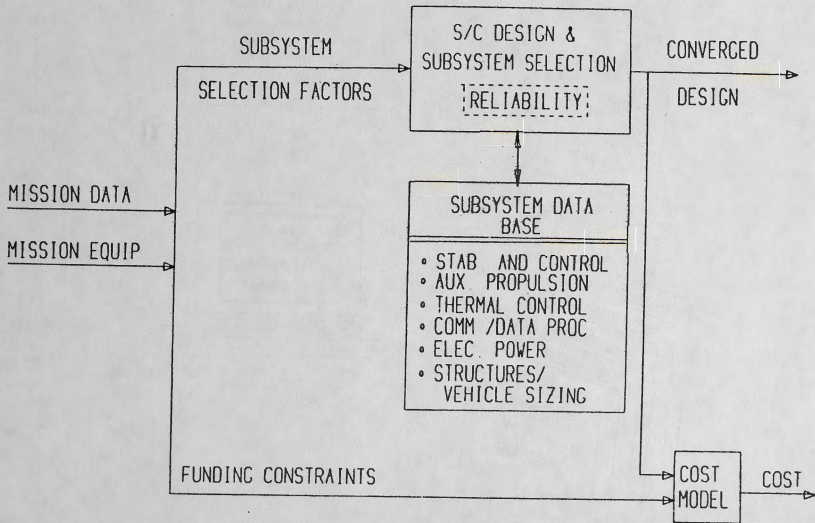 SUBSYSTEM
SELECTION FACTORS
S/C DESIGN &
SUBSYSTEM SELECTION
RELIABILITY
CONVERGED
DESIGN
MISSION DATA
MISSION EQUIP
SUBSYSTEM DATA
BASE
• STAB. AND CONTROL
• AUX. PROPULSION
• THERMAL CONTROL
• COMM /DATA PROC
• ELEC. POWER
• STRUCTURES/
VEHICLE SIZING
FUNDING CONSTRAINTS
COST
MODEL
COST